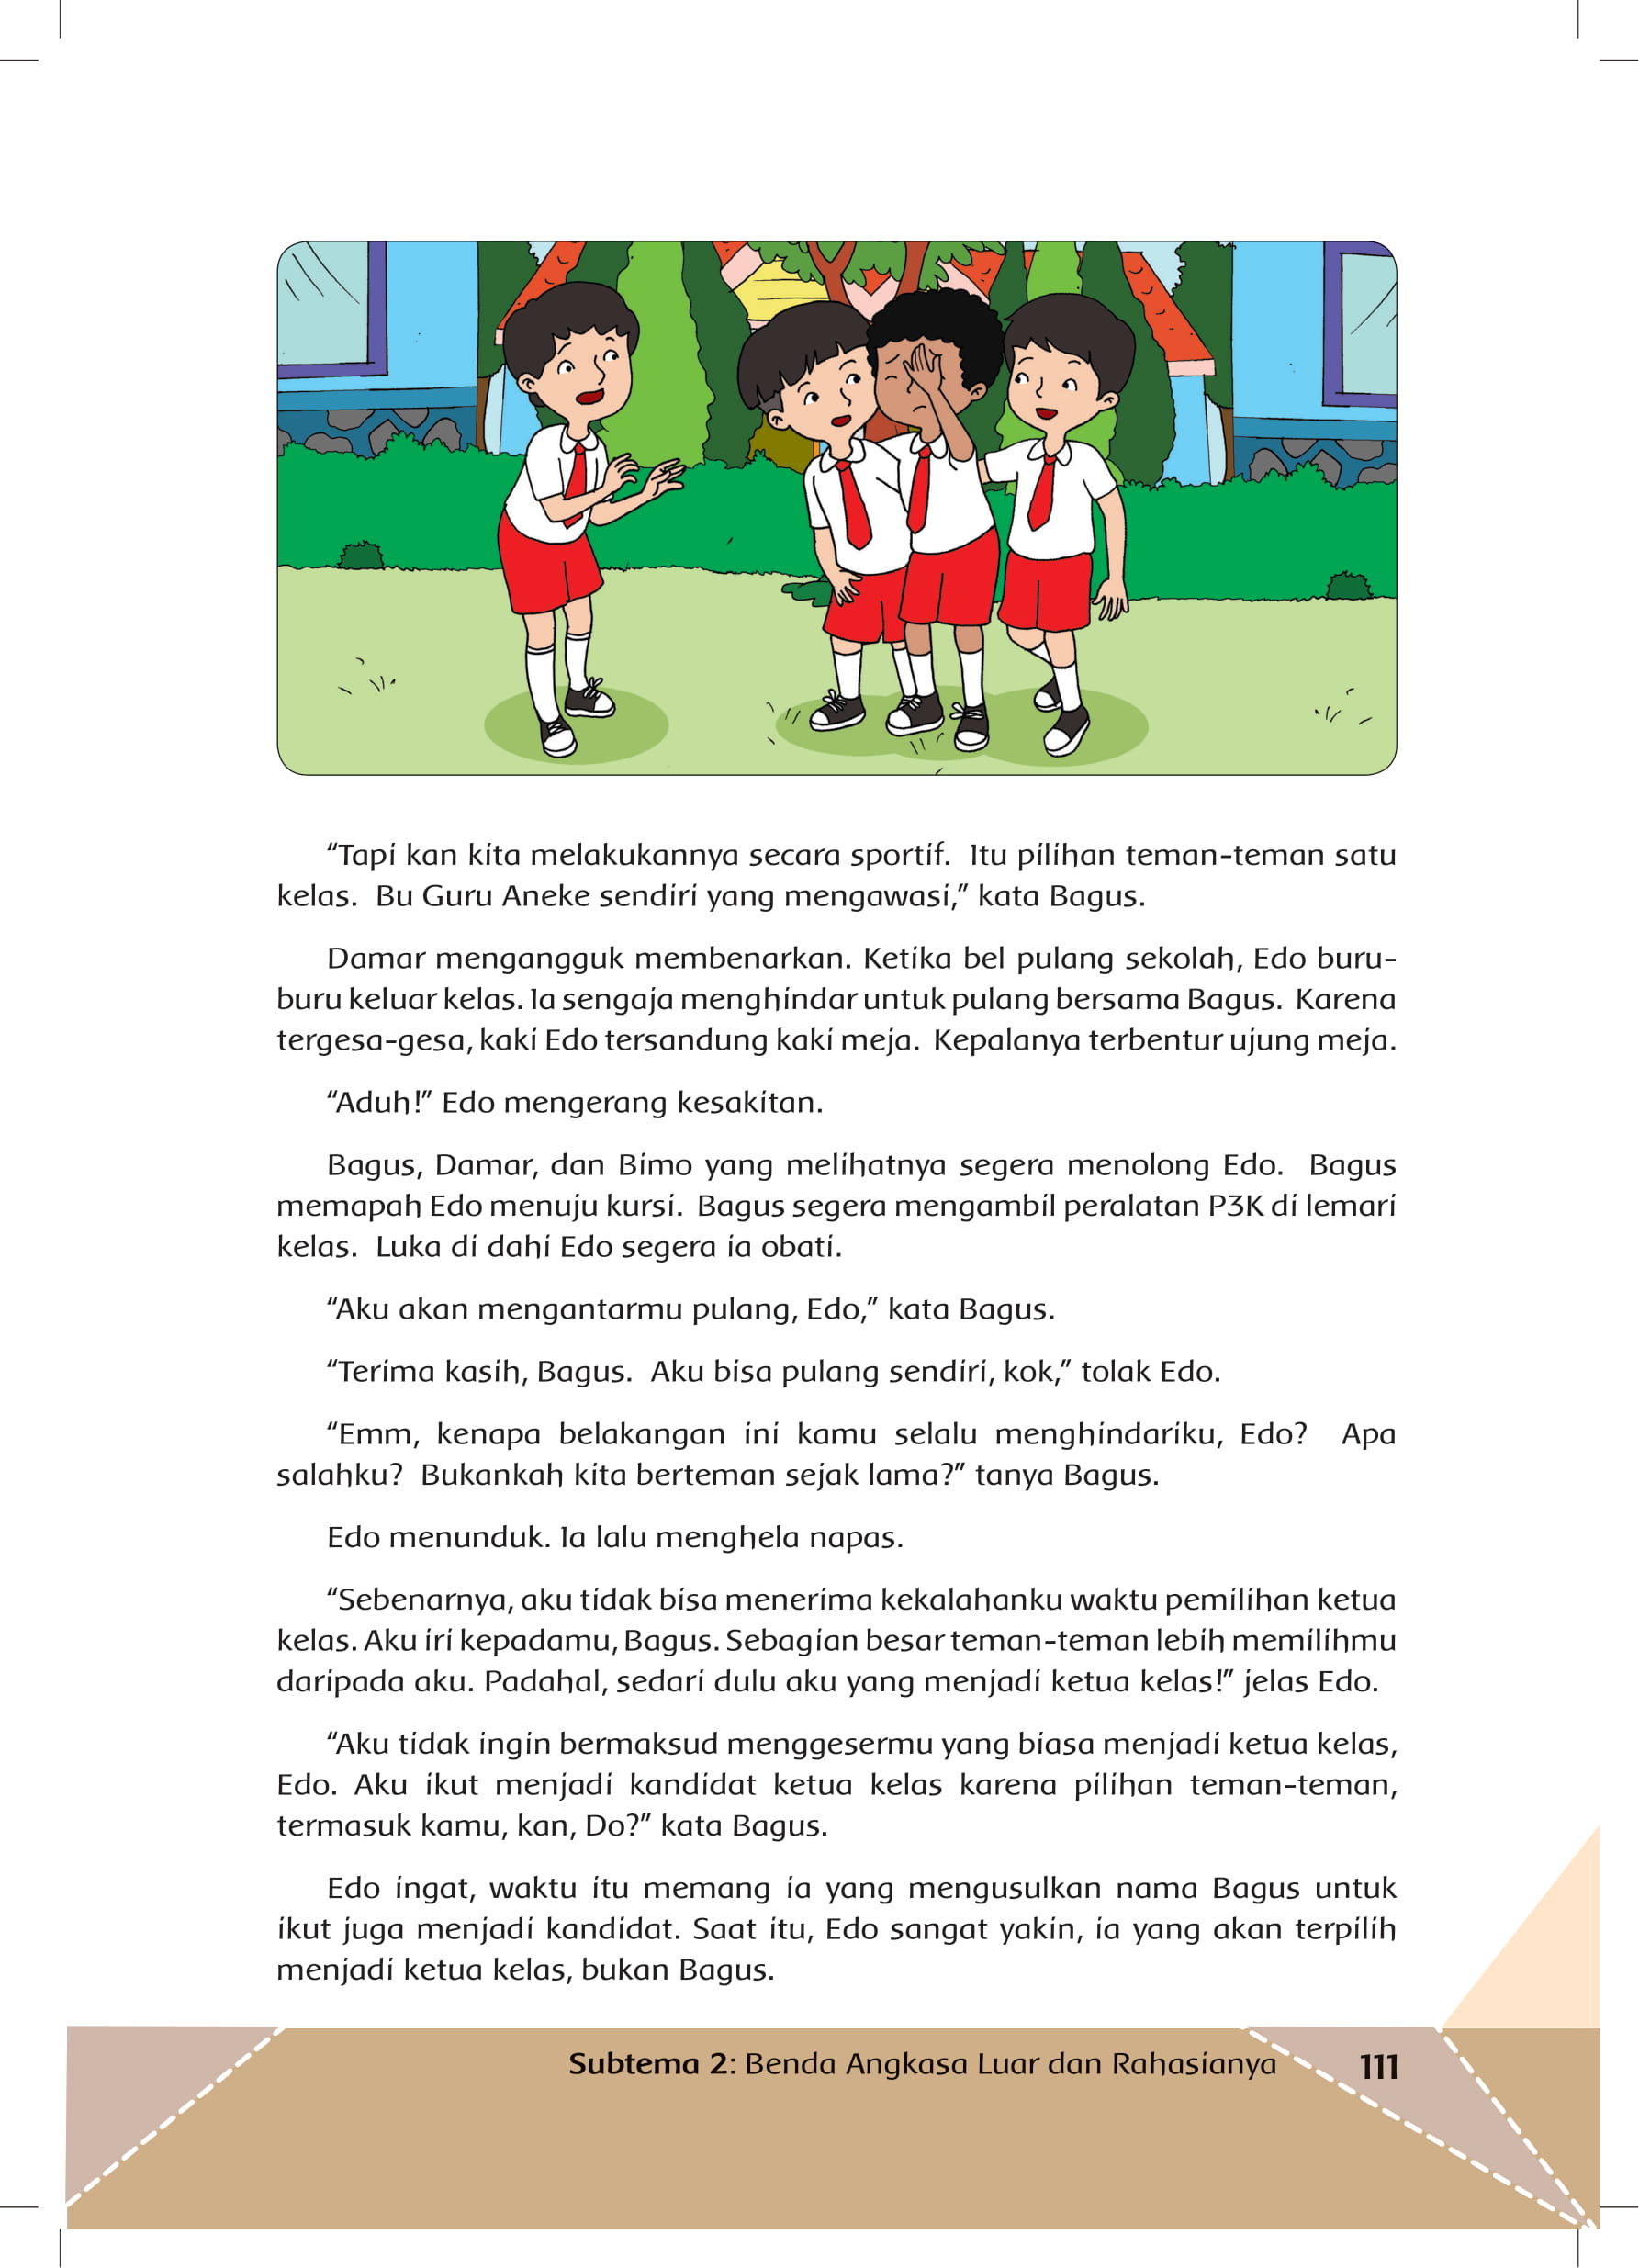 “Tapi kan kita melakukannya secara sportif. Itu pilihan teman-teman satu
kelas. Bu Guru Aneke sendiri yang mengawasi,” kata Bagus.
Damar mengangguk membenarkan. Ketika bel pulang sekolah, Edo buru-
buru keluar kelas. Ia sengaja menghindar untuk pulang bersama Bagus. Karena
tergesa-gesa, kaki Edo tersandung kaki meja. Kepalanya terbentur ujung meja.
“Aduh!” Edo mengerang kesakitan.
Bagus, Damar, dan Bimo yang melihatnya segera menolong Edo. Bagus
memapah Edo menuju kursi. Bagus segera mengambil peralatan P3K di lemari
kelas. Luka di dahi Edo segera ia obati.
“Aku akan mengantarmu pulang, Edo,” kata Bagus.
“Terima kasih, Bagus. Aku bisa pulang sendiri, kok,” tolak Edo.
“Emm, kenapa belakangan ini kamu selalu menghindariku, Edo? Apa
salahku? Bukankah kita berteman sejak lama?” tanya Bagus.
Edo menunduk. Ia lalu menghela napas.
“Sebenarnya, aku tidak bisa menerima kekalahanku waktu pemilihan ketua
kelas. Aku iri kepadamu, Bagus. Sebagian besar teman-teman lebih memilihmu
daripada aku. Padahal, sedari dulu aku yang menjadi ketua kelas!” jelas Edo.
“Aku tidak ingin bermaksud menggesermu yang biasa menjadi ketua kelas,
Edo. Aku ikut menjadi kandidat ketua kelas karena pilihan teman-teman,
termasuk kamu, kan, Do?” kata Bagus.
Edo ingat, waktu itu memang ia yang mengusulkan nama Bagus untuk
ikut juga menjadi kandidat. Saat itu, Edo sangat yakin, ia yang akan terpilih
menjadi ketua kelas, bukan Bagus.
Subtema 2: Benda Angkasa Luar dan Rahasianya 111